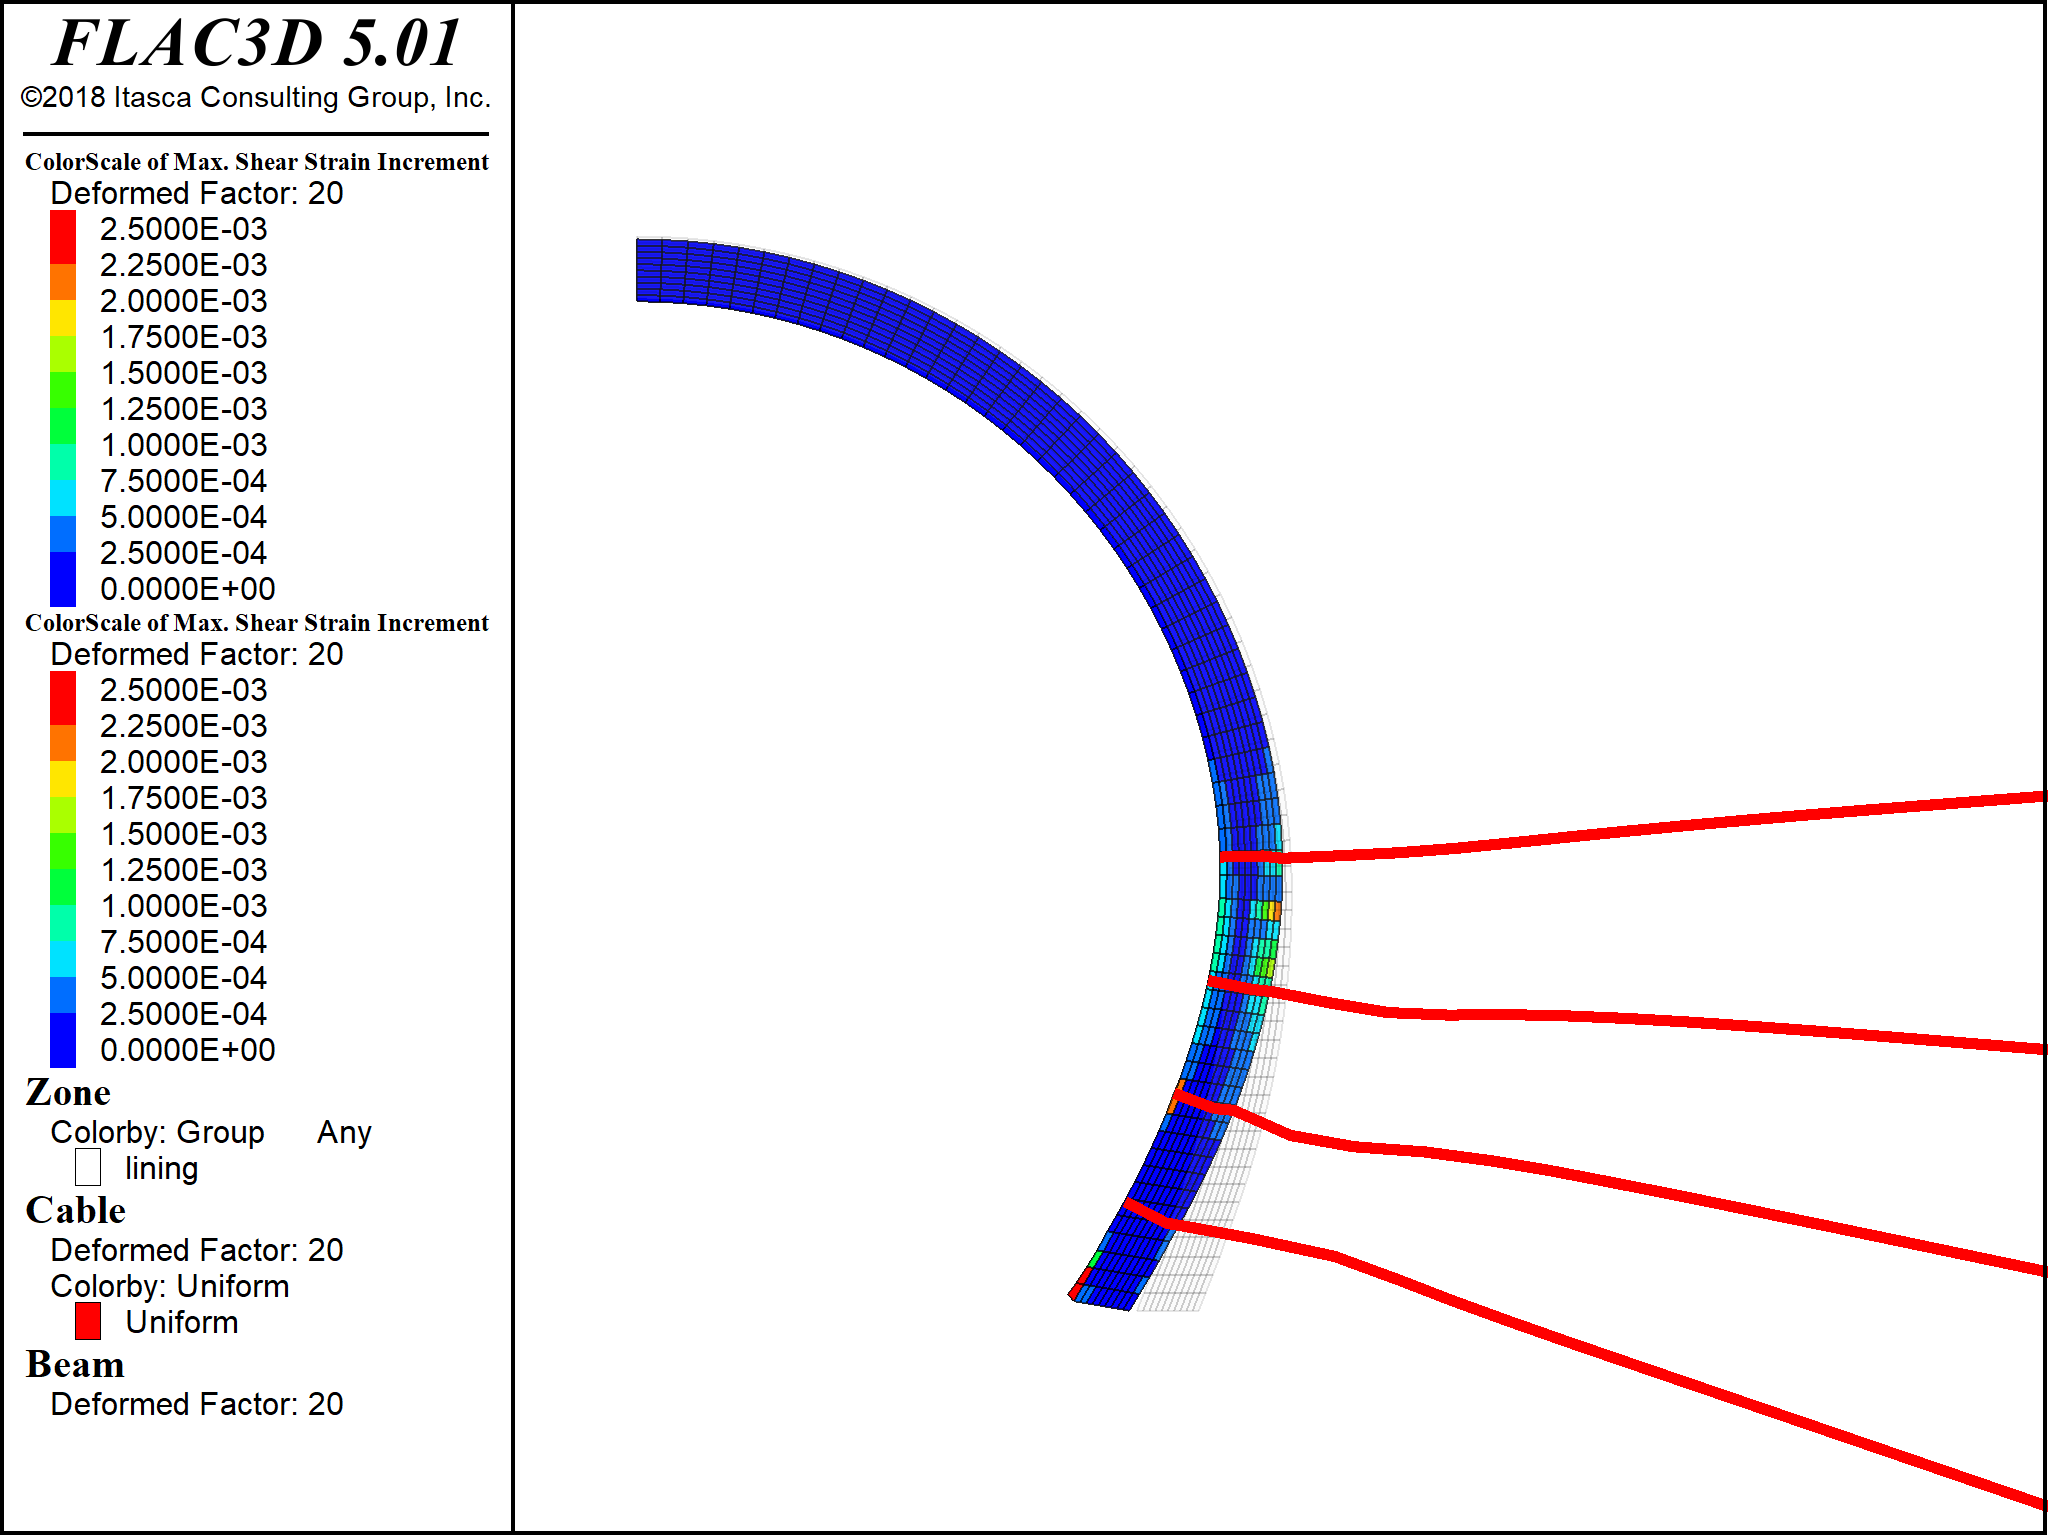 FLAC3D 5.01
©2018 Itasca Consulting Group, Inc.
ColorScale of Max. Shear Strain Increment
Deformed Factor: 20
2.5000E-03
2.2500E-03
2.0000E-03
1.7500E-03
1.5000E-03
1.2500E-03
1.0000E-03
7.5000E-04
5.0000E-04
2.5000E-04
0.0000E+00
ColorScale of Max. Shear Strain Increment
Deformed Factor: 20
2.5000E-03
2.2500E-03
2.0000E-03
1.7500E-03
1.5000E-03
1.2500E-03
1.0000E-03
7.5000E-04
5.0000E-04
2.5000E-04
0.0000E+00
Zone
Colorby: Group Any
lining
Cable
Deformed Factor: 20
Colorby: Uniform
Uniform
Beam
Deformed Factor: 20